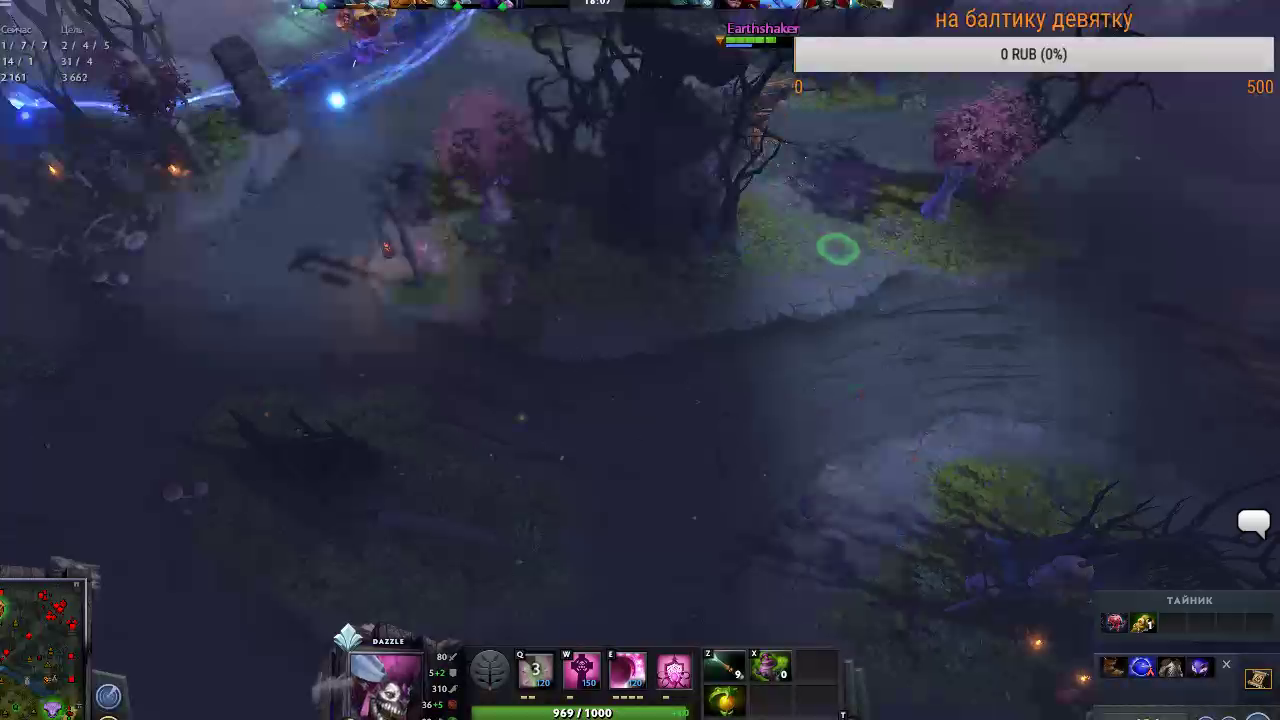 18:07
на балтику девятку
Сейчас Цель
1 / 7 / 7 2 / 4 / 5
14 / 1 31 / 4
2 161 3 662
Earthshaker
0 RUB (0%)
0 500
ТАЙНИК
1
DAZZLE
80
5+2
310
36+5
Q 3 120
W 150
E 120
Z 9
X 0
969 / 1000
T